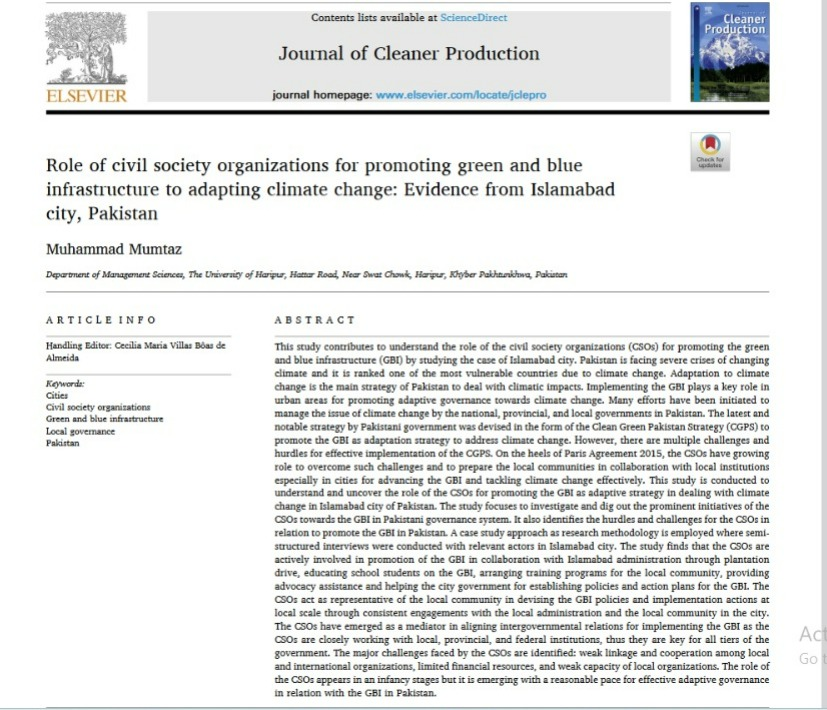 Contents lists available at ScienceDirect
Journal of Cleaner Production
journal homepage: www.elsevier.com/locate/jclepro
ELSEVIER
Cleaner
Production
Check for
updates
Role of civil society organizations for promoting green and blue
infrastructure to adapting climate change: Evidence from Islamabad
city, Pakistan
Muhammad Mumtaz
Department of Management Sciences, The University of Haripur, Hattar Road, Near Swat Chowk, Haripur, Khyber Pakhtunkhwa, Pakistan
ARTICLE INFO
Handling Editor: Cecilia Maria Villas Bôas de
Almeida
Keywords:
Cities
Civil society organizations
Green and blue infrastructure
Local governance
Pakistan
ABSTRACT
This study contributes to understand the role of the civil society organizations (CSOs) for promoting the green
and blue infrastructure (GBI) by studying the case of Islamabad city. Pakistan is facing severe crises of changing
climate and it is ranked one of the most vulnerable countries due to climate change. Adaptation to climate
change is the main strategy of Pakistan to deal with climatic impacts. Implementing the GBI plays a key role in
urban areas for promoting adaptive governance towards climate change. Many efforts have been initiated to
manage the issue of climate change by the national, provincial, and local governments in Pakistan. The latest and
notable strategy by Pakistani government was devised in the form of the Clean Green Pakistan Strategy (CGPS) to
promote the GBI as adaptation strategy to address climate change. However, there are multiple challenges and
hurdles for effective implementation of the CGPS. On the heels of Paris Agreement 2015, the CSOs have growing
role to overcome such challenges and to prepare the local communities in collaboration with local institutions
especially in cities for advancing the GBI and tackling climate change effectively. This study is conducted to
understand and uncover the role of the CSOs for promoting the GBI as adaptive strategy in dealing with climate
change in Islamabad city of Pakistan. The study focuses to investigate and dig out the prominent initiatives of the
CSOs towards the GBI in Pakistani governance system. It also identifies the hurdles and challenges for the CSOs in
relation to promote the GBI in Pakistan. A case study approach as research methodology is employed where semi-
structured interviews were conducted with relevant actors in Islamabad city. The study finds that the CSOs are
actively involved in promotion of the GBI in collaboration with Islamabad administration through plantation
drive, educating school students on the GBI, arranging training programs for the local community, providing
advocacy assistance and helping the city government for establishing policies and action plans for the GBI. The
CSOs act as representative of the local community in devising the GBI policies and implementation actions at
local scale through consistent engagements with the local administration and the local community in the city.
The CSOs have emerged as a mediator in aligning intergovernmental relations for implementing the GBI as the
CSOs are closely working with local, provincial, and federal institutions, thus they are key for all tiers of the
government. The major challenges faced by the CSOs are identified: weak linkage and cooperation among local
and international organizations, limited financial resources, and weak capacity of local organizations. The role of
the CSOs appears in an infancy stages but it is emerging with a reasonable pace for effective adaptive governance
in relation with the GBI in Pakistan.
Act
Go t